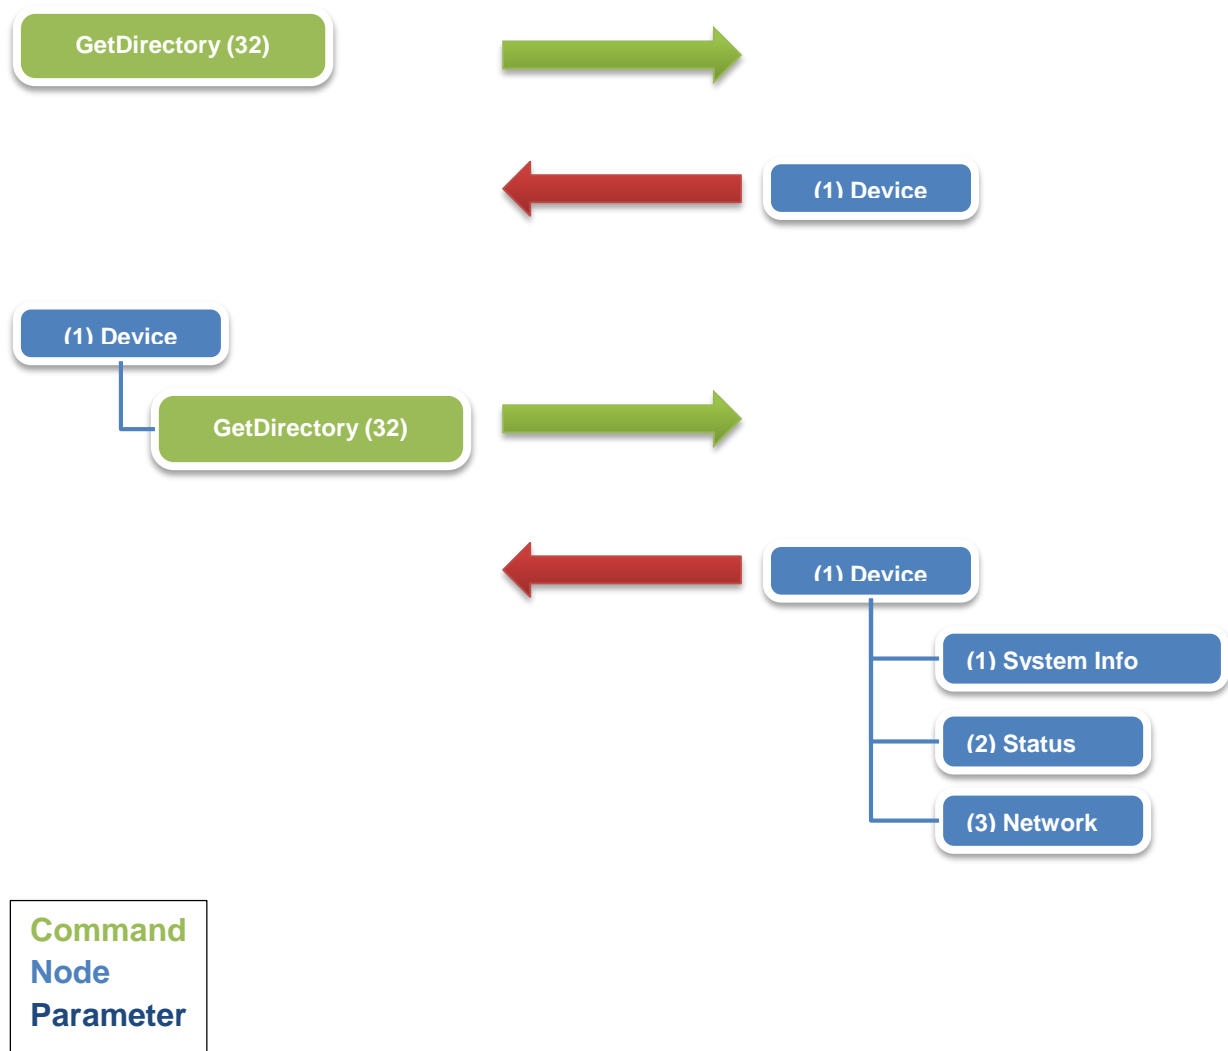 GetDirectory (32)
(1) Device
(1) Device
GetDirectory (32)
(1) Device
(1) System Info
(2) Status
(3) Network
Command
Node
Parameter